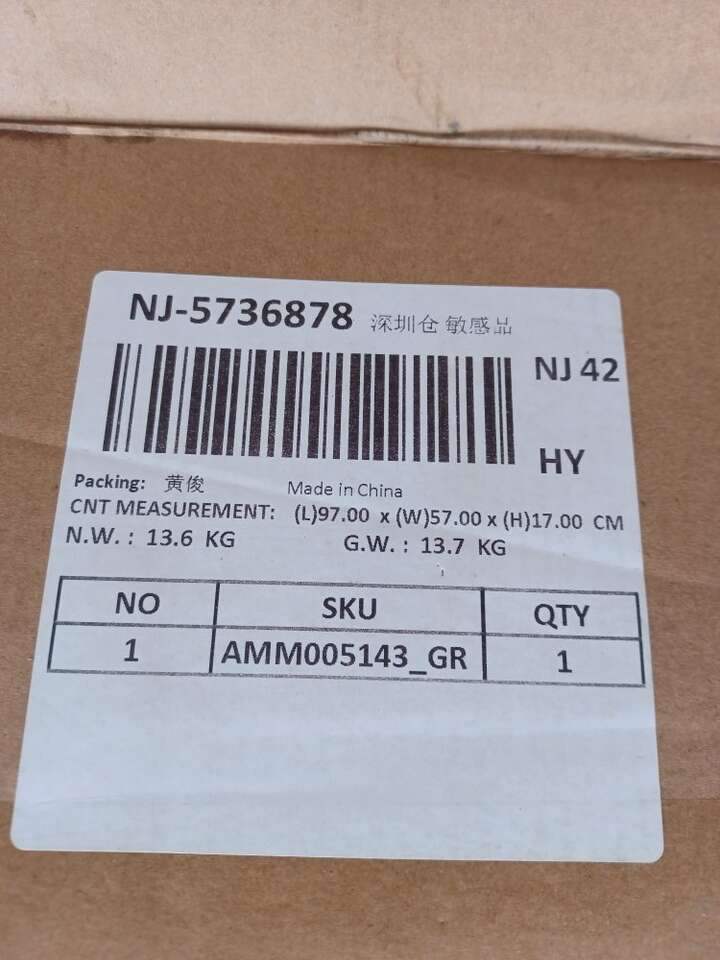 NJ-5736878 深圳仓 敏感品
NJ 42
HY
Packing: 黄俊 Made in China
CNT MEASUREMENT: (L)97.00 x (W)57.00 x (H)17.00 CM
N.W. : 13.6 KG G.W. : 13.7 KG
NO SKU QTY
1 AMM005143_GR 1